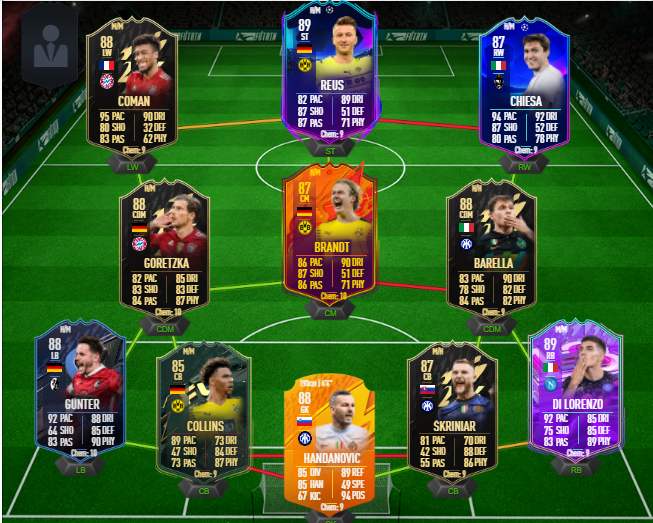 M/M
88
LW
COMAN
95 PAC 90 DRI
80 SHO 32 DEF
83 PAS 62 PHY
Chem: 9
LW
M/M
89
ST
REUS
82 PAC 89 DRI
87 SHO 51 DEF
87 PAS 71 PHY
Chem: 9
ST
H/M
87
RW
CHIESA
94 PAC 92 DRI
87 SHO 52 DEF
80 PAS 78 PHY
Chem: 9
RW
88
CDM
GORETZKA
82 PAC 85 DRI
83 SHO 83 DEF
84 PAS 87 PHY
Chem: 10
CDM
87
CM
BRANDT
86 PAC 90 DRI
87 SHO 51 DEF
86 PAS 71 PHY
Chem: 10
CM
88
CDM
BARELLA
83 PAC 90 DRI
78 SHO 82 DEF
84 PAS 82 PHY
Chem: 9
CDM
88
LB
GUNTER
92 PAC 88 DRI
64 SHO 85 DEF
83 PAS 90 PHY
Chem: 10
LB
85
CB
COLLINS
89 PAC 73 DRI
47 SHO 84 DEF
73 PAS 87 PHY
Chem: 9
CB
193cm | 6'4"
88
GK
HANDANOVIC
85 DIV 89 REF
85 HAN 49 SPE
67 KIC 94 POS
Chem: 9
87
CB
SKRINIAR
81 PAC 70 DRI
42 SHO 88 DEF
55 PAS 86 PHY
Chem: 9
CB
89
RB
DI LORENZO
92 PAC 85 DRI
75 SHO 85 DEF
83 PAS 89 PHY
Chem: 9
RB